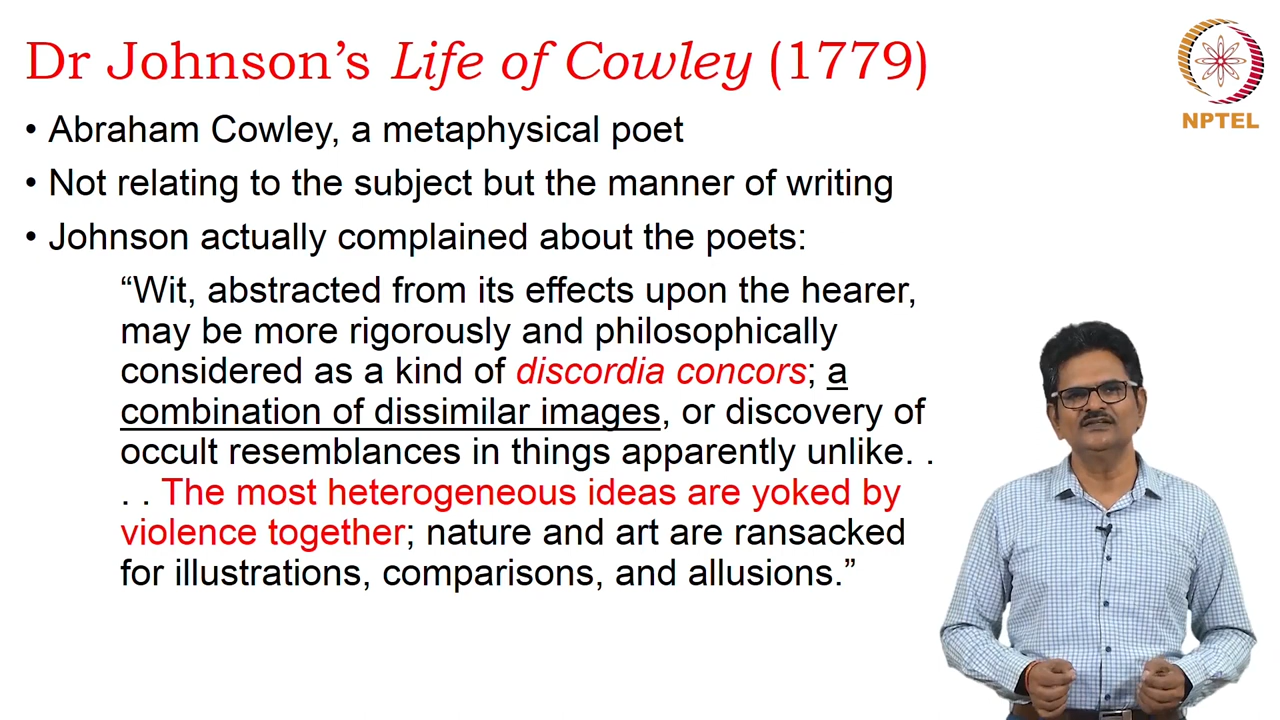 Dr Johnson’s Life of Cowley (1779)
NPTEL
• Abraham Cowley, a metaphysical poet
• Not relating to the subject but the manner of writing
• Johnson actually complained about the poets:
“Wit, abstracted from its effects upon the hearer,
may be more rigorously and philosophically
considered as a kind of discordia concors; a
combination of dissimilar images, or discovery of
occult resemblances in things apparently unlike. .
. . The most heterogeneous ideas are yoked by
violence together; nature and art are ransacked
for illustrations, comparisons, and allusions.”